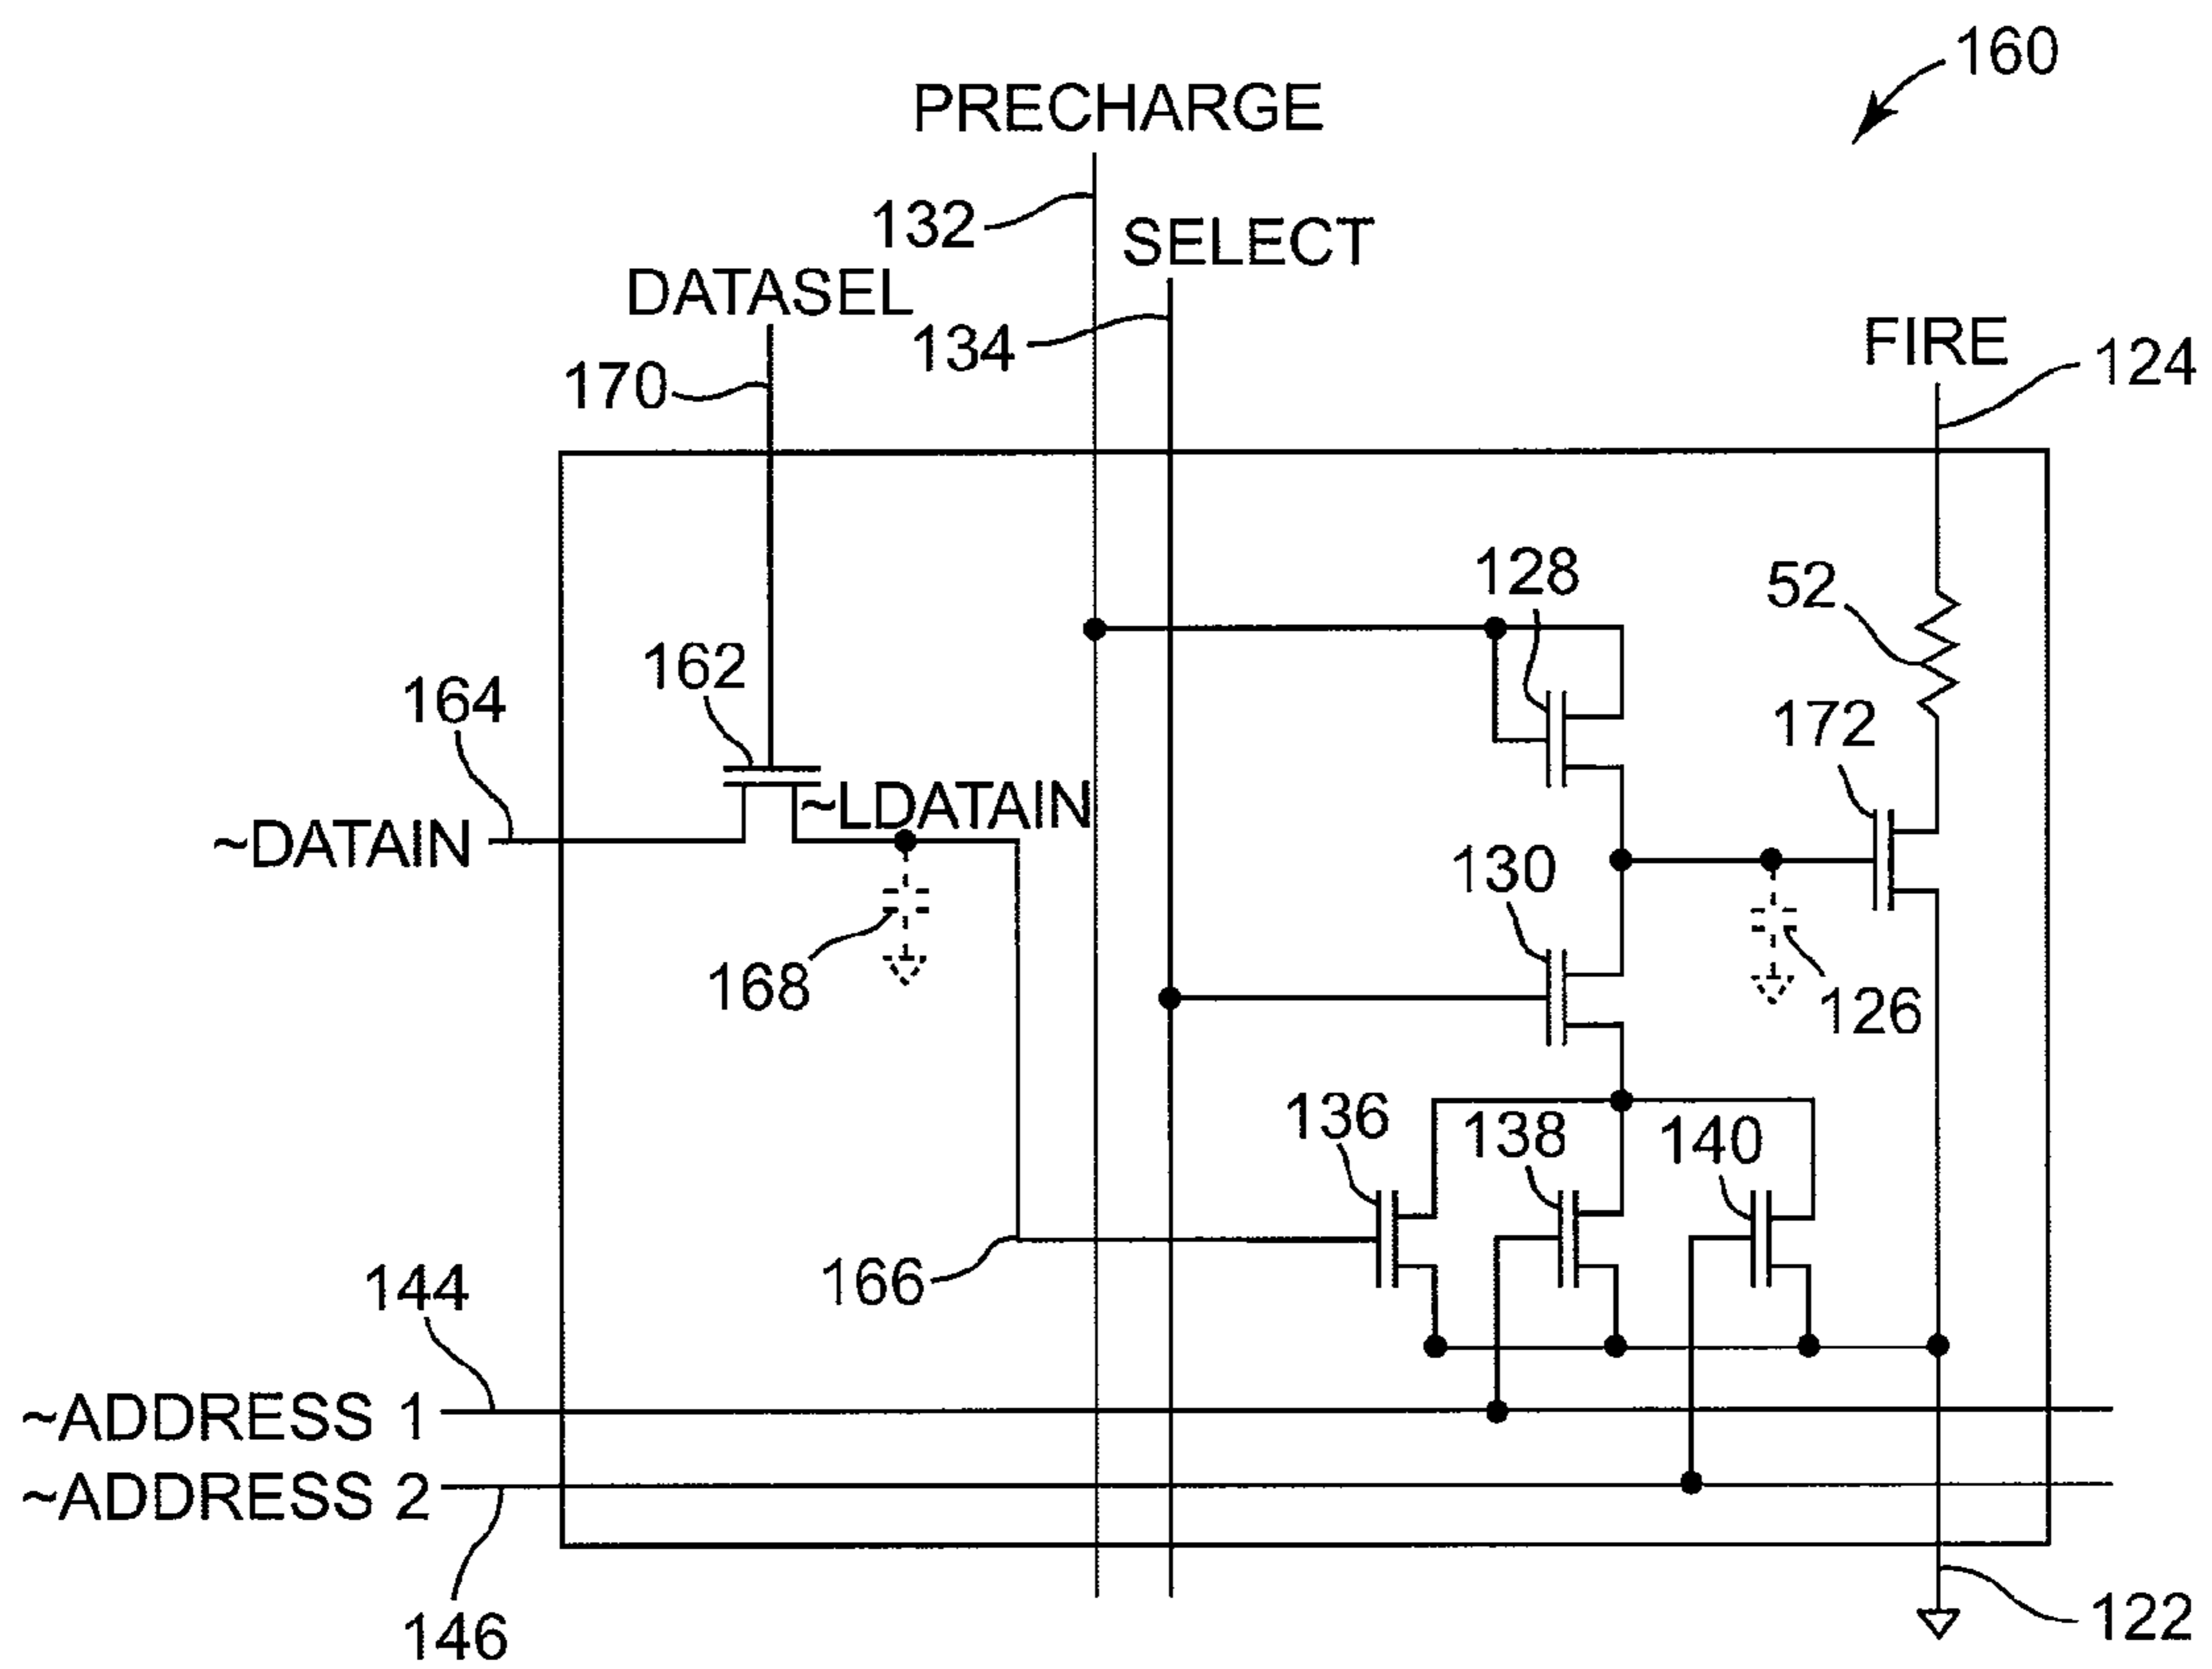 160
PRECHARGE
132
SELECT
DATASEL
134
FIRE
124
170
128
52
162
164
172
~LDATAIN
~DATAIN
130
168
126
136
138
140
166
144
~ADDRESS 1
~ADDRESS 2
146
122